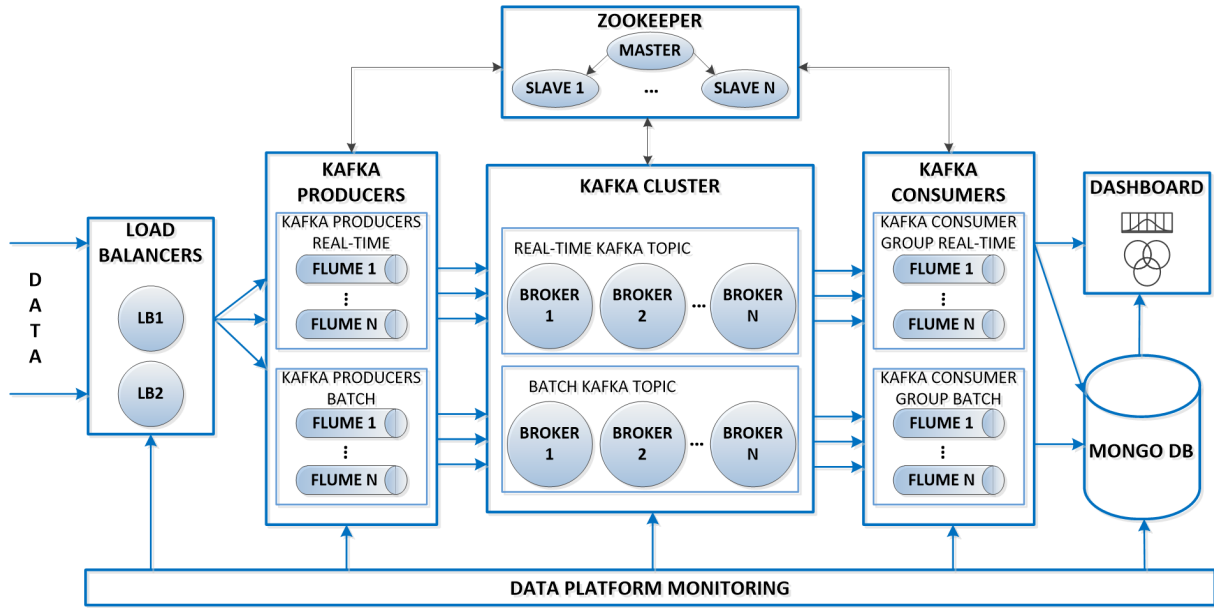 ZOOKEEPER
MASTER
SLAVE 1
...
SLAVE N
DATA
LOAD
BALANCERS
LB1
LB2
KAFKA
PRODUCERS
KAFKA PRODUCERS
REAL-TIME
FLUME 1
...
FLUME N
KAFKA PRODUCERS
BATCH
FLUME 1
...
FLUME N
KAFKA CLUSTER
REAL-TIME KAFKA TOPIC
BROKER
1
BROKER
2
...
BROKER
N
BATCH KAFKA TOPIC
BROKER
1
BROKER
2
...
BROKER
N
KAFKA
CONSUMERS
KAFKA CONSUMER
GROUP REAL-TIME
FLUME 1
...
FLUME N
KAFKA CONSUMER
GROUP BATCH
FLUME 1
...
FLUME N
DASHBOARD
MONGO DB
DATA PLATFORM MONITORING